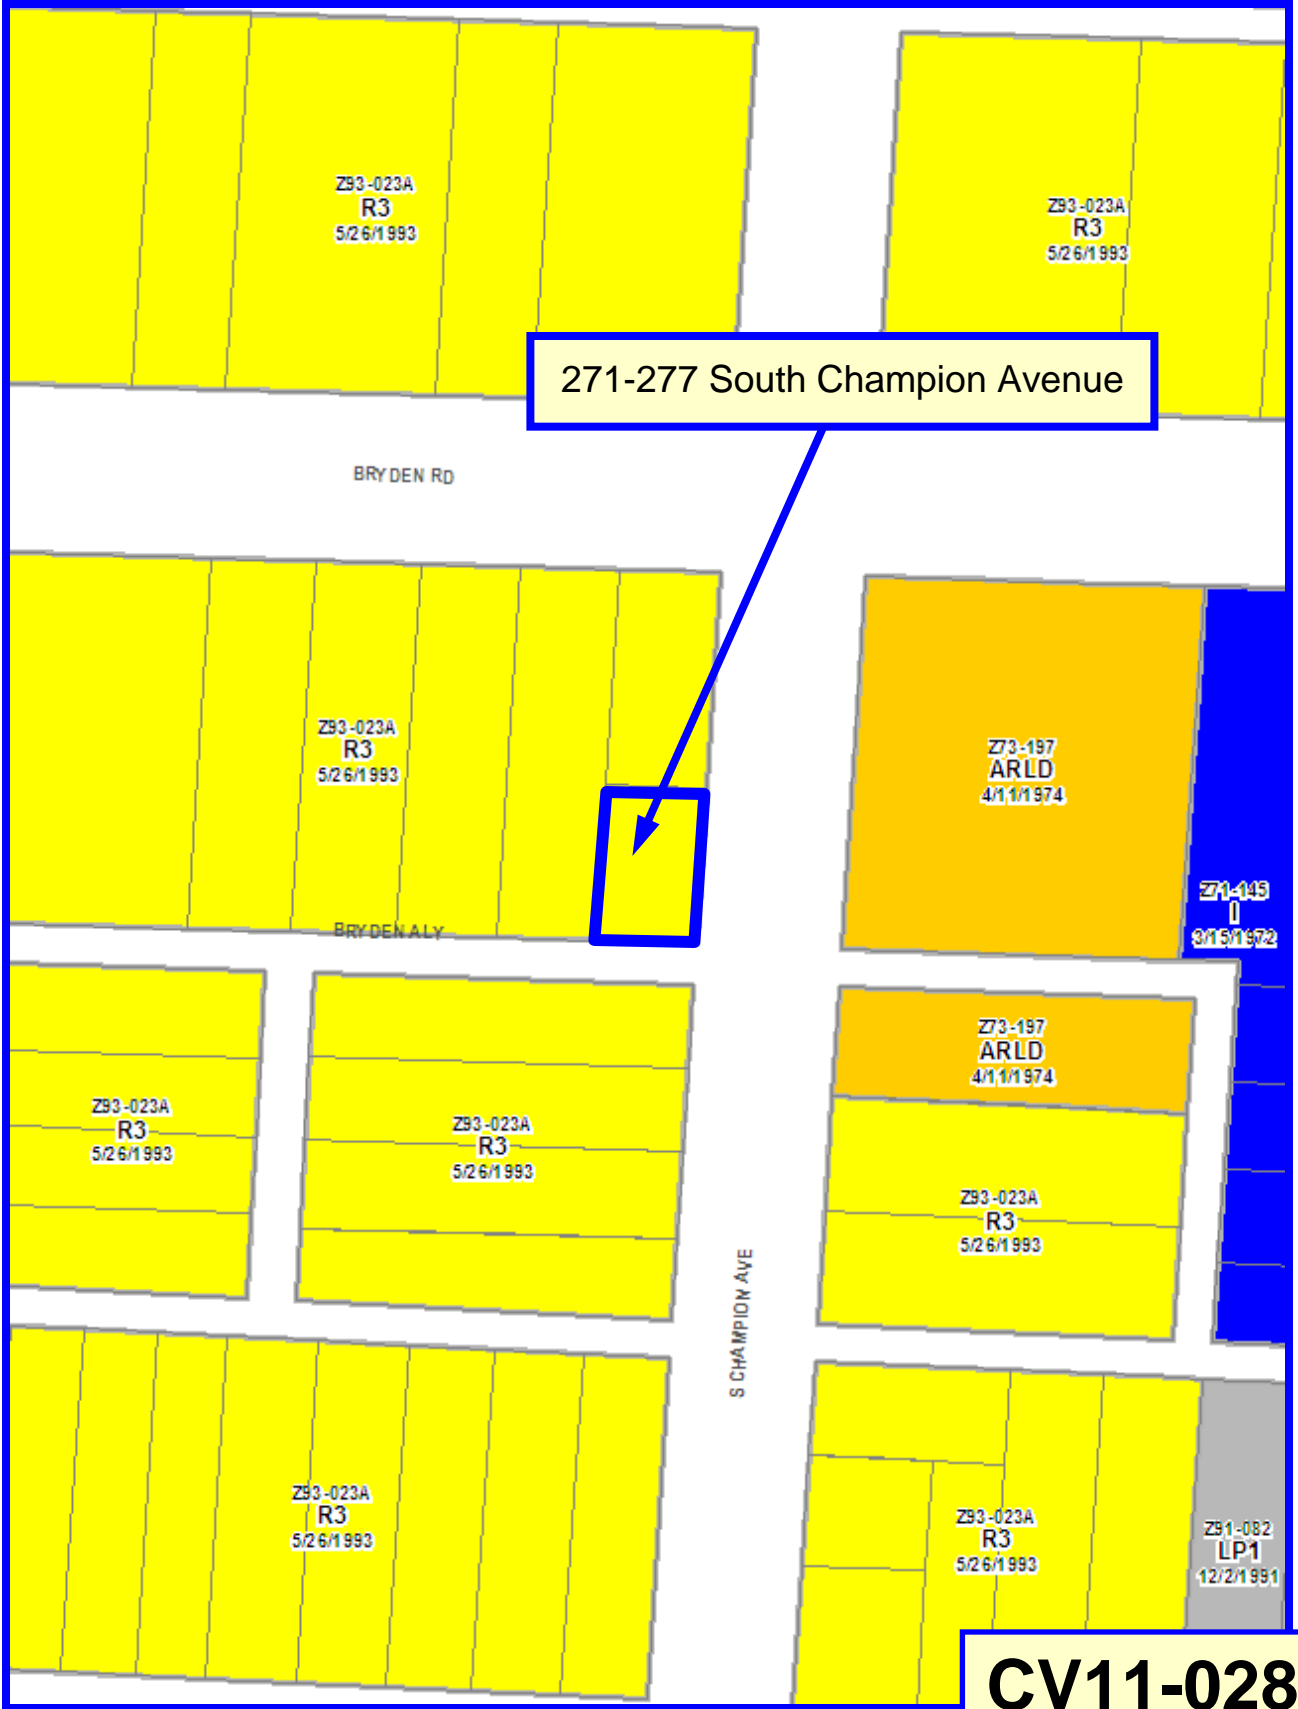 Z93-023A
R3
5/26/1993
Z93-023A
R3
5/26/1993
271-277 South Champion Avenue
BRYDEN RD
Z93-023A
R3
5/26/1993
Z73-197
ARLD
4/11/1974
Z71-145
I
3/15/1972
BRYDEN ALY
Z73-197
ARLD
4/11/1974
Z93-023A
R3
5/26/1993
Z93-023A
R3
5/26/1993
Z93-023A
R3
5/26/1993
S CHAMPION AVE
Z93-023A
R3
5/26/1993
Z93-023A
R3
5/26/1993
Z91-082
LP1
12/2/1991
CV11-028